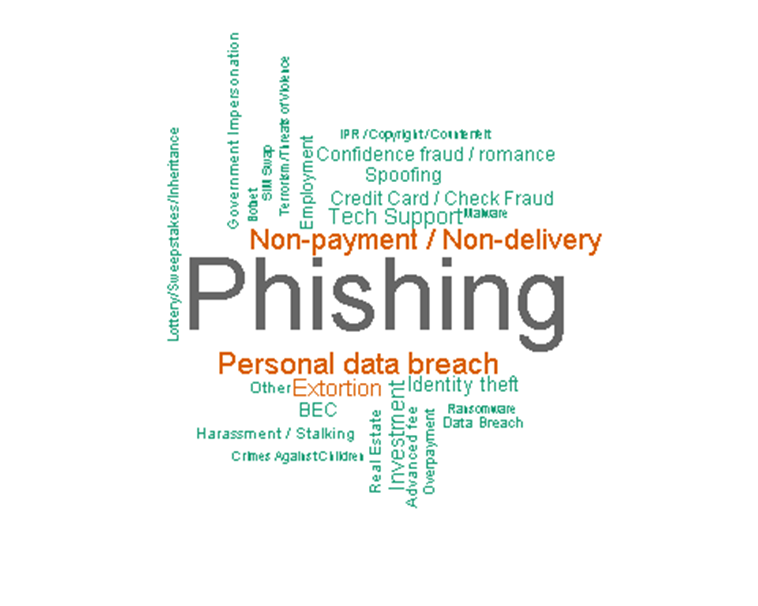 Government Impersonation
Lottery/Sweepstakes/Inheritance
Botnet
SIM Swap
Terrorism/Threats of Violence
Employment
IPR/Copyright/Counterfeit
Confidence fraud / romance
Spoofing
Credit Card / Check Fraud
Tech Support
Malware
Non-payment / Non-delivery
Phishing
Personal data breach
Other
Extortion
Identity theft
BEC
Harassment / Stalking
Crimes Against Children
Real Estate
Investment
Advanced fee
Overpayment
Ransomware
Data Breach